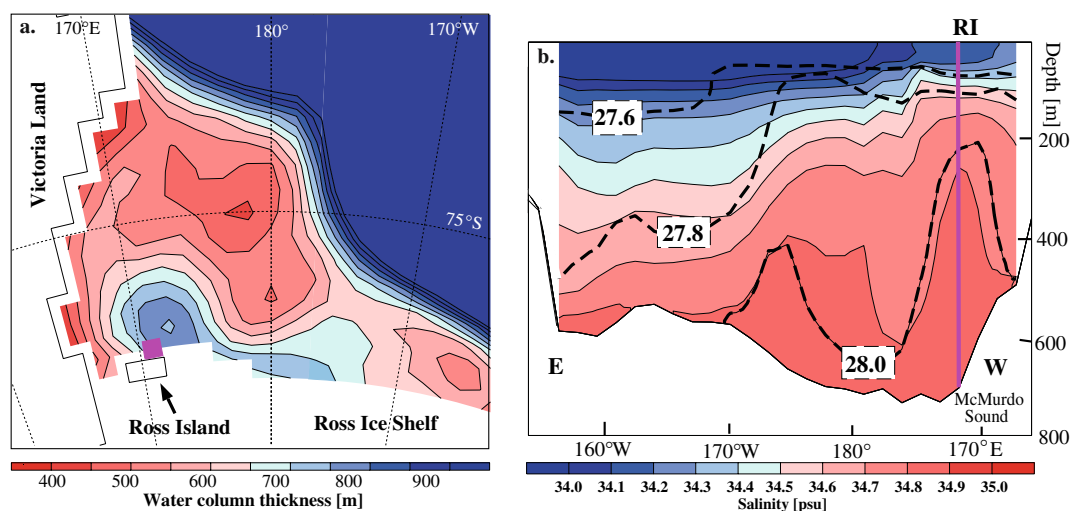 a.
170°E
180°
170°W
Victoria Land
75°S
Ross Island
Ross Ice Shelf
400 500 600 700 800 900
Water column thickness [m]
b.
RI
27.6
27.8
28.0
E
W
McMurdo
Sound
Depth [m]
200
400
600
800
160°W 170°W 180° 170°E
34.0 34.1 34.2 34.3 34.4 34.5 34.6 34.7 34.8 34.9 35.0
Salinity [psu]